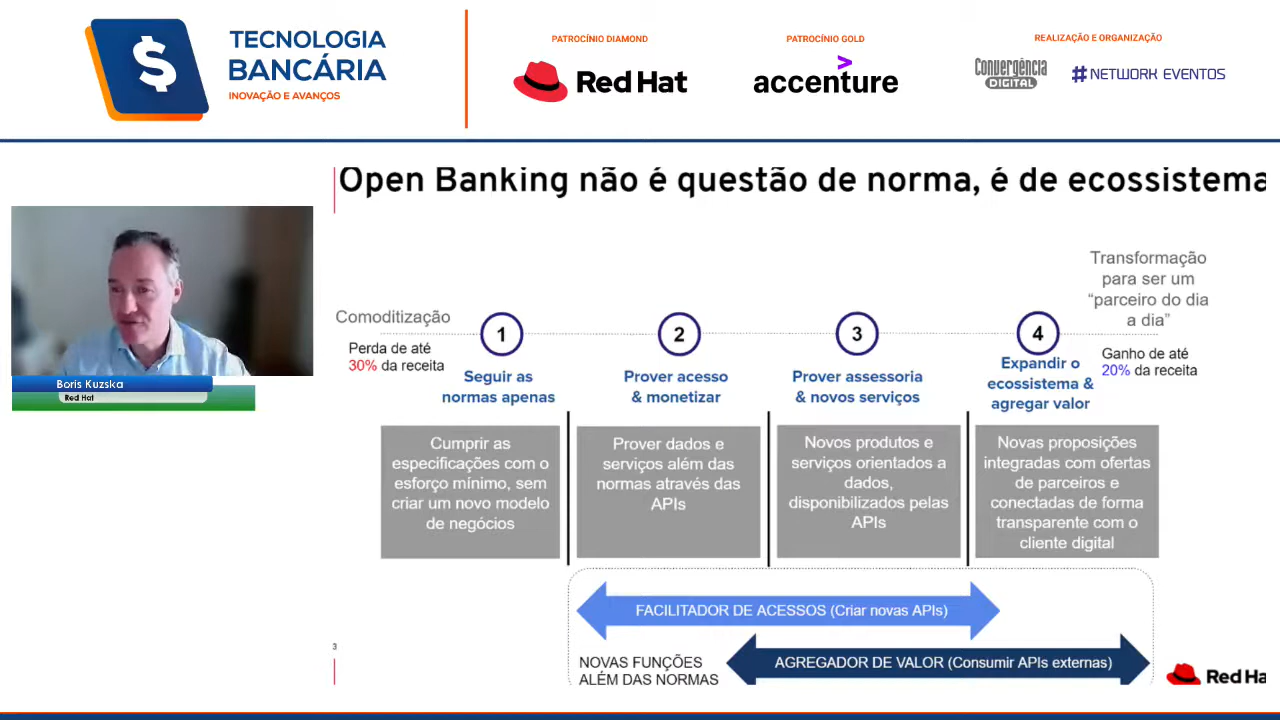 TECNOLOGIA
BANCÁRIA
INOVAÇÃO E AVANÇOS
PATROCÍNIO DIAMOND
Red Hat
PATROCÍNIO GOLD
accenture
REALIZAÇÃO E ORGANIZAÇÃO
Convergência
DIGITAL
# NETWORK EVENTOS
Open Banking não é questão de norma, é de ecossistema
Boris Kuzska
Red Hat
Comoditização
Perda de até
30% da receita
Transformação
para ser um
“parceiro do dia
a dia”
Ganho de até
20% da receita
1
Seguir as
normas apenas
2
Prover acesso
& monetizar
3
Prover assessoria
& novos serviços
4
Expandir o
ecossistema &
agregar valor
Cumprir as
especificações com o
esforço mínimo, sem
criar um novo modelo
de negócios
Prover dados e
serviços além das
normas através das
APIs
Novos produtos e
serviços orientados a
dados,
disponibilizados pelas
APIs
Novas proposições
integradas com ofertas
de parceiros e
conectadas de forma
transparente com o
cliente digital
FACILITADOR DE ACESSOS (Criar novas APIs)
AGREGADOR DE VALOR (Consumir APIs externas)
NOVAS FUNÇÕES
ALÉM DAS NORMAS
3
Red Ha